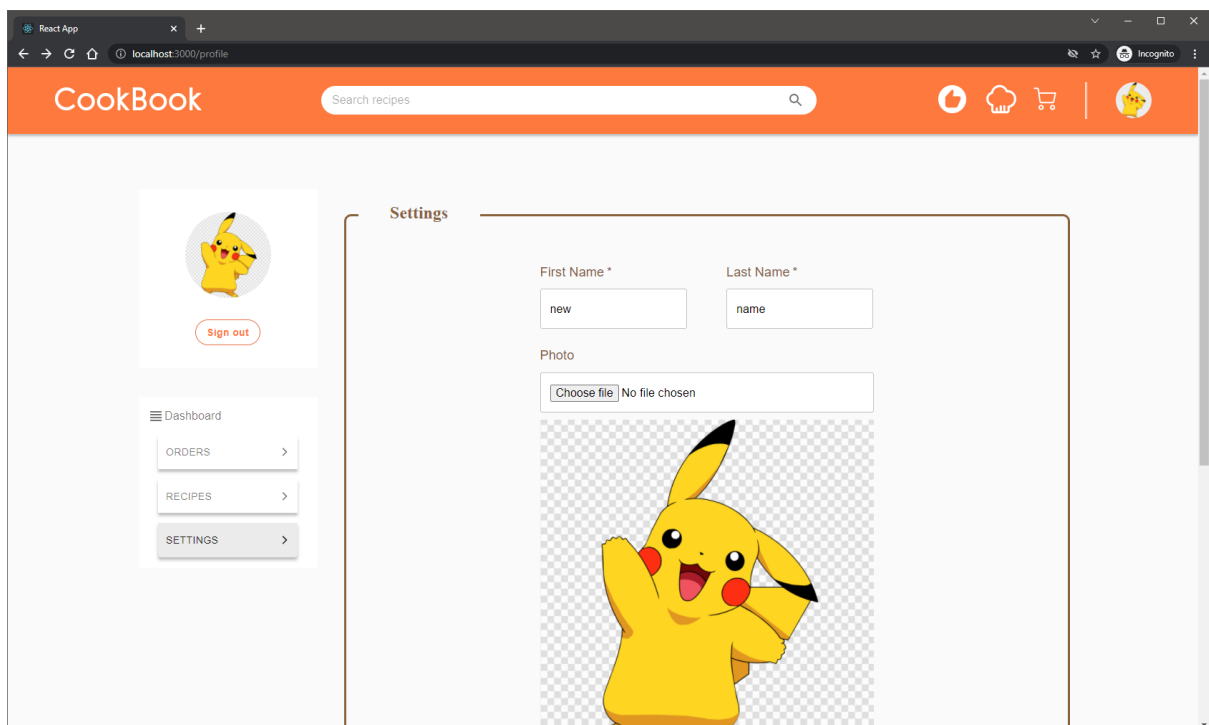 React App
localhost:3000/profile
Incognito
CookBook
Search recipes
Settings
Sign out
First Name *
Last Name *
new
name
Photo
Choose file No file chosen
Dashboard
ORDERS
RECIPES
SETTINGS